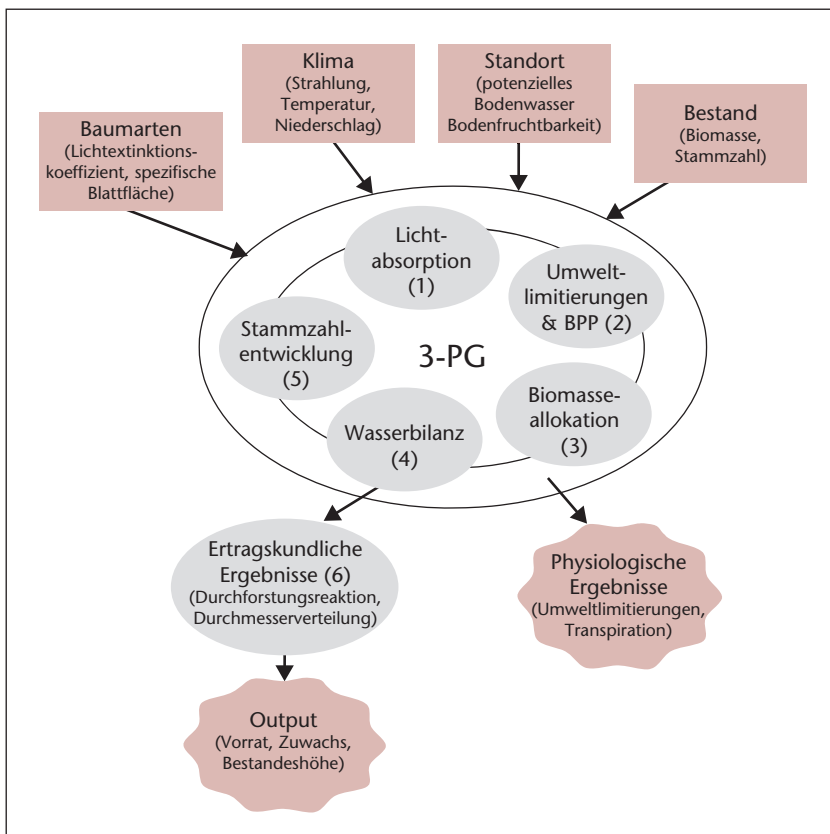 Klima
(Strahlung,
Temperatur,
Niederschlag)
Standort
(potenzielles
Bodenwasser
Bodenfruchtbarkeit)
Baumarten
(Lichtextinktions-
koeffizient, spezifische
Blattfläche)
Bestand
(Biomasse,
Stammzahl)
Licht-
absorption
(1)
Umwelt-
limitierungen
& BPP (2)
Stammzahl-
entwicklung
(5)
3-PG
Biomasse-
allokation
(3)
Wasserbilanz
(4)
Ertragskundliche
Ergebnisse (6)
(Durchforstungsreaktion,
Durchmesserverteilung)
Physiologische
Ergebnisse
(Umweltlimitierungen,
Transpiration)
Output
(Vorrat, Zuwachs,
Bestandeshöhe)